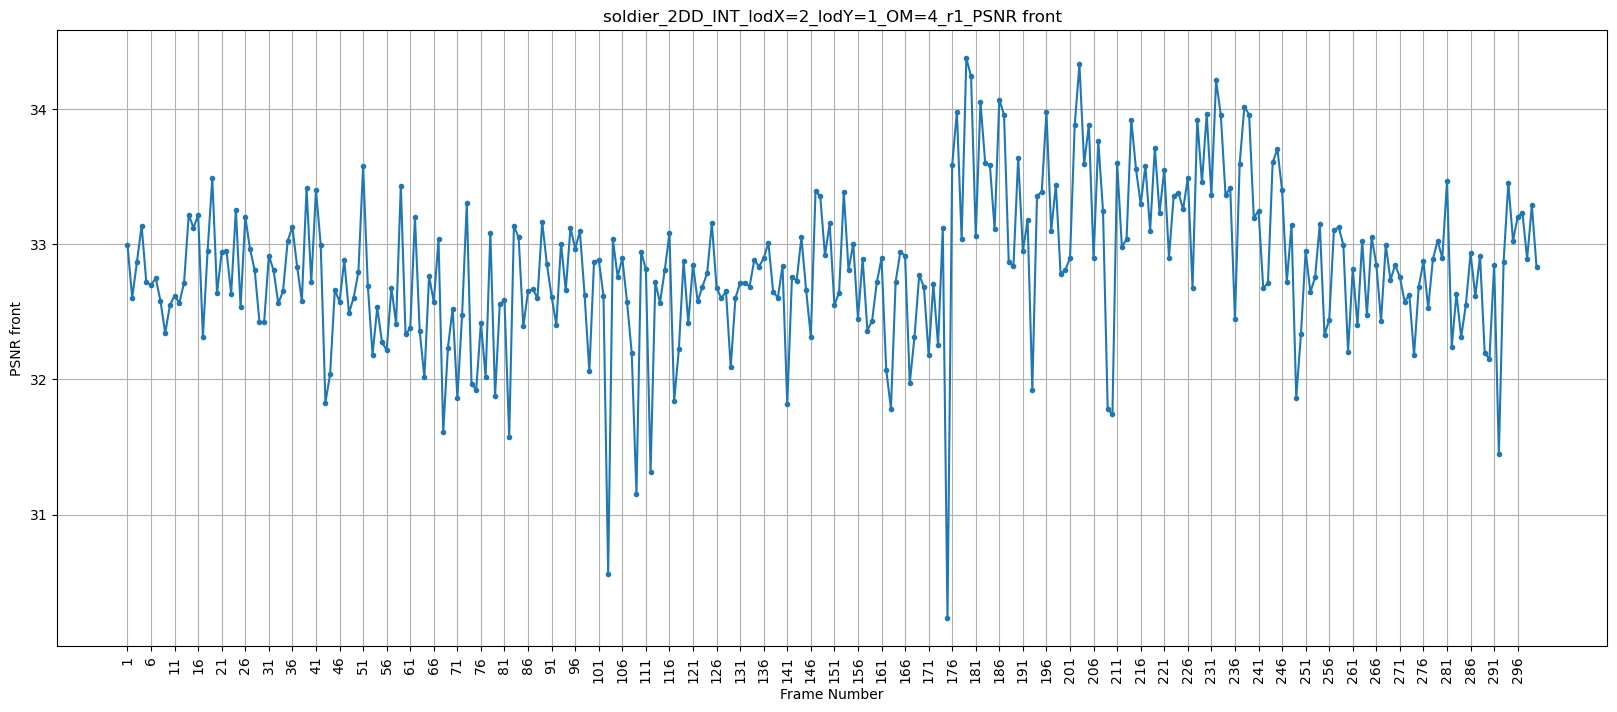 soldier_2DD_INT_lodX=2_lodY=1_OM=4_r1_PSNR front
34
33
32
31
PSNR front
1 6 11 16 21 26 31 36 41 46 51 56 61 66 71 76 81 86 91 96 101 106 111 116 121 126 131 136 141 146 151 156 161 166 171 176 181 186 191 196 201 206 211 216 221 226 231 236 241 246 251 256 261 266 271 276 281 286 291 296
Frame Number